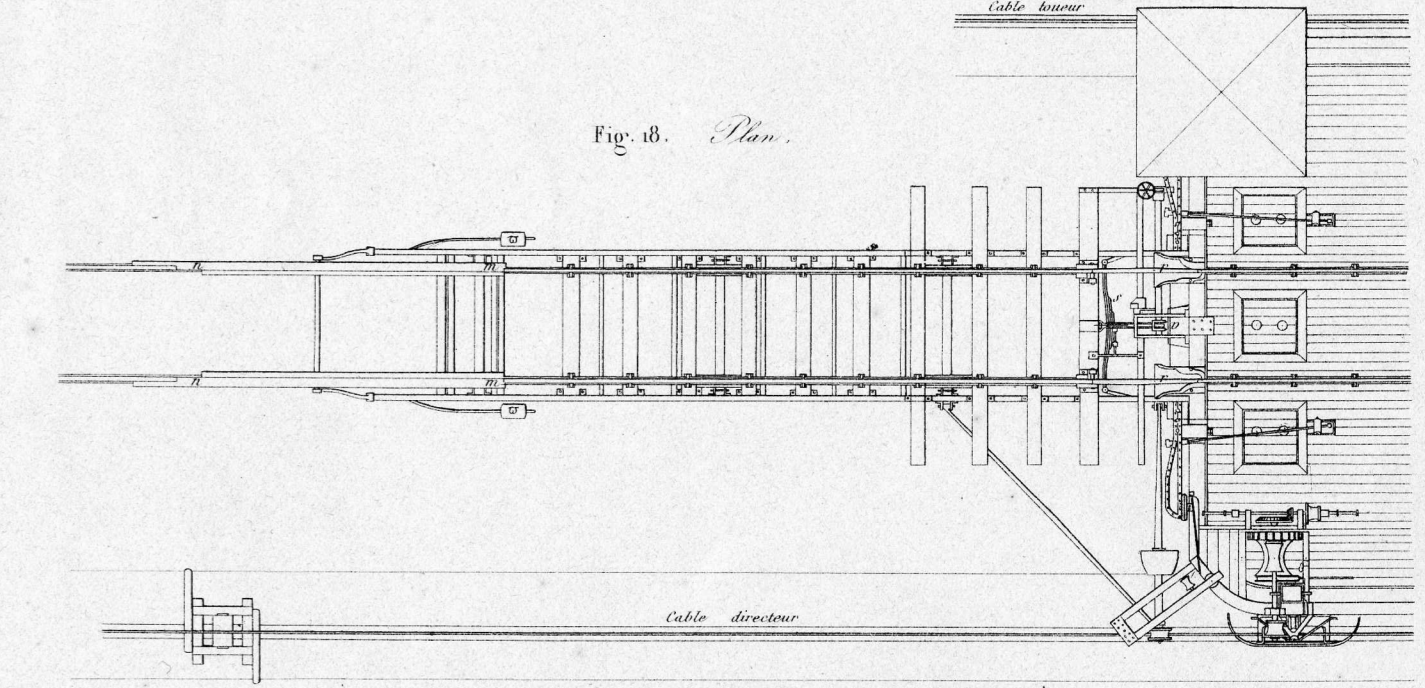 Cable toueur
Fig. 18. Plan.
n m r
s
v
n m
Cable directeur